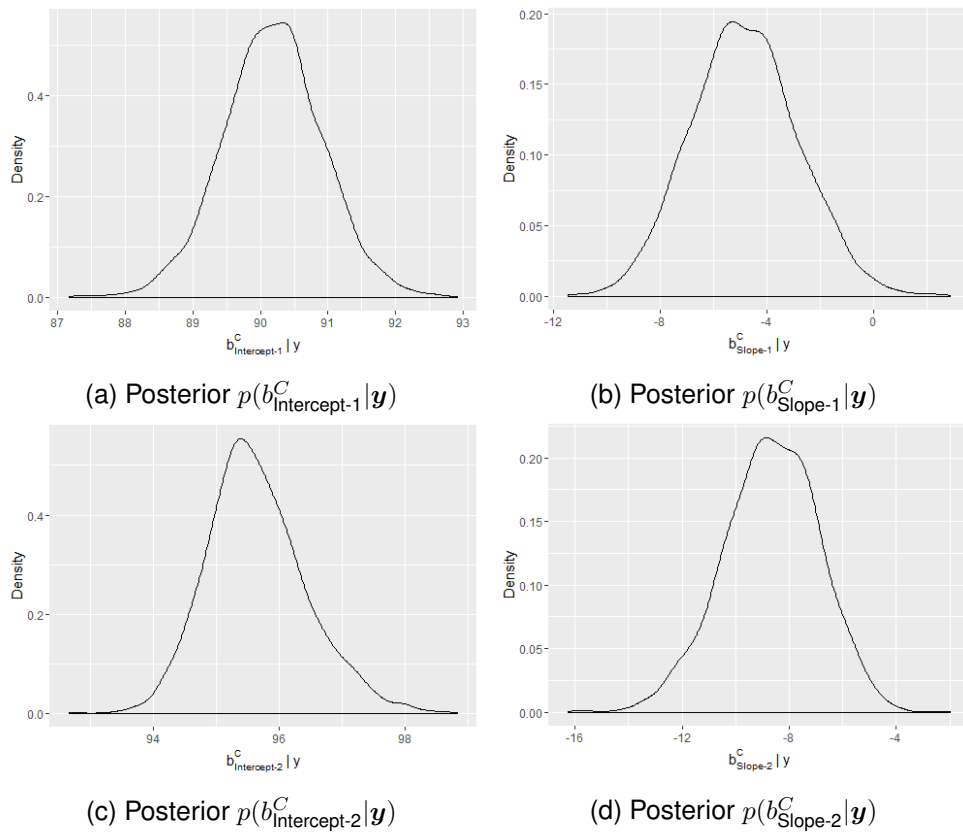 0.4
0.2
0.0
Density
87 88 89 90 91 92 93
b^C_Intercept-1 | y
(a) Posterior p(b^C_Intercept-1|y)
0.20
0.15
0.10
0.05
0.00
Density
-12 -8 -4 0
b^C_Slope-1 | y
(b) Posterior p(b^C_Slope-1|y)
0.4
0.2
0.0
Density
94 96 98
b^C_Intercept-2 | y
(c) Posterior p(b^C_Intercept-2|y)
0.20
0.15
0.10
0.05
0.00
Density
-16 -12 -8 -4
b^C_Slope-2 | y
(d) Posterior p(b^C_Slope-2|y)